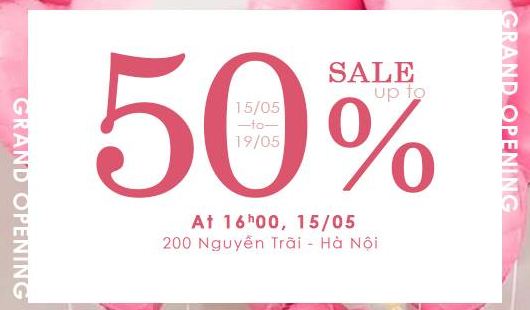 GRAND OPENING
50%
SALE
up to
15/05
—to—
19/05
At 16h00, 15/05
200 Nguyễn Trãi - Hà Nội
GRAND OPENING